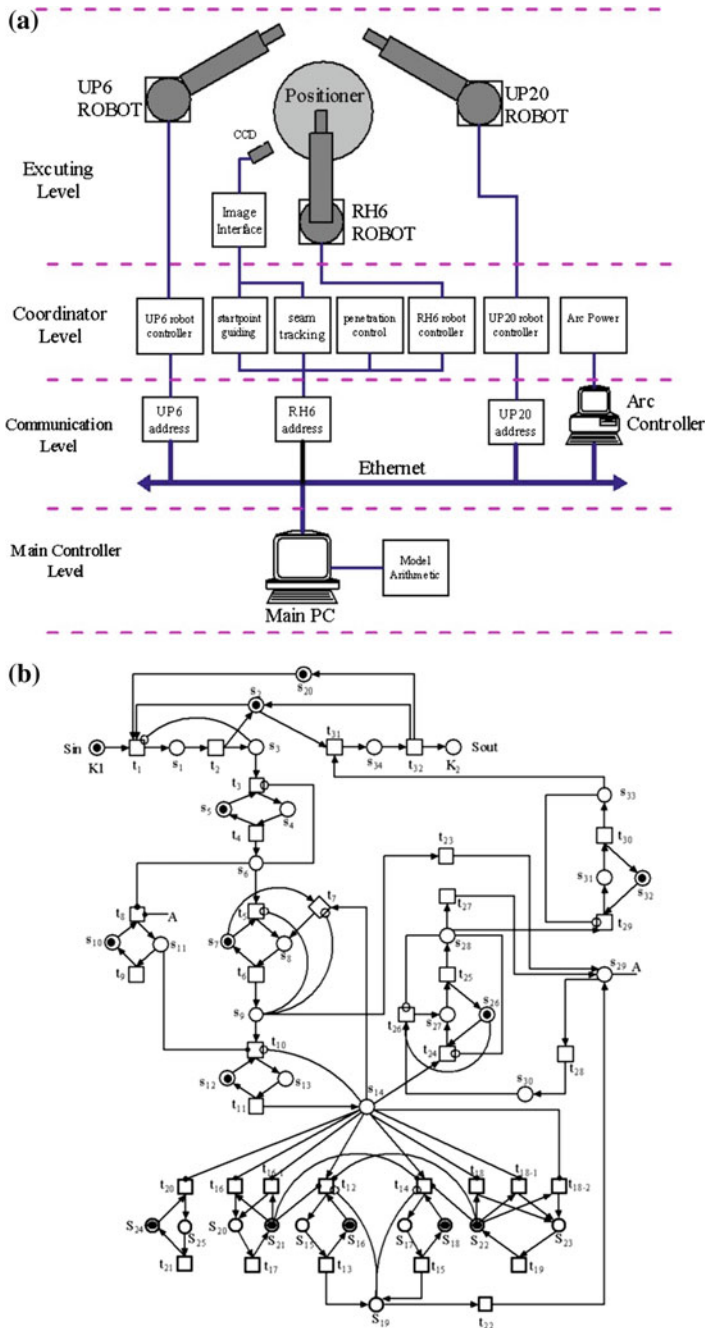 (a)
UP6
ROBOT
Positioner
UP20
ROBOT
CCD
Excuting
Level
Image
Interface
RH6
ROBOT
Coordinator
Level
UP6 robot
controller
startpoint
guiding
seam
tracking
penetration
control
RH6 robot
controller
UP20 robot
controller
Arc Power
Communication
Level
UP6
address
RH6
address
UP20
address
Arc
Controller
Ethernet
Main Controller
Level
Main PC
Model
Arithmetic
(b)
s20
s2
Sin
K1
t1
s1
t2
s3
t31
s34
t32
K2
Sout
t3
s5
s4
t4
s6
s33
t30
s31
s32
t29
t23
t27
t8
A
s10
s11
t9
t5
t7
s7
s8
t6
s9
s28
t25
s29
A
t26
s27
s26
t24
t10
s12
s13
t11
s14
t28
s30
t20
t16
t16-1
t12
t14
t18
t18-1
t18-2
S24
S25
S20
S21
S15
S16
S17
S18
S22
S23
t21
t17
t13
t15
t19
S19
t22